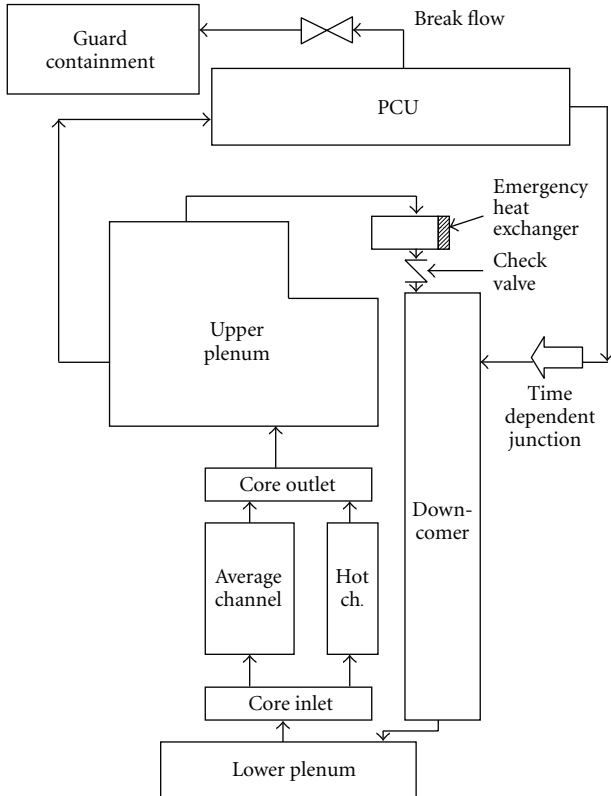 Guard
containment
Break flow
PCU
Emergency
heat
exchanger
Check
valve
Upper
plenum
Time
dependent
junction
Core outlet
Down-
comer
Average
channel
Hot
ch.
Core inlet
Lower plenum